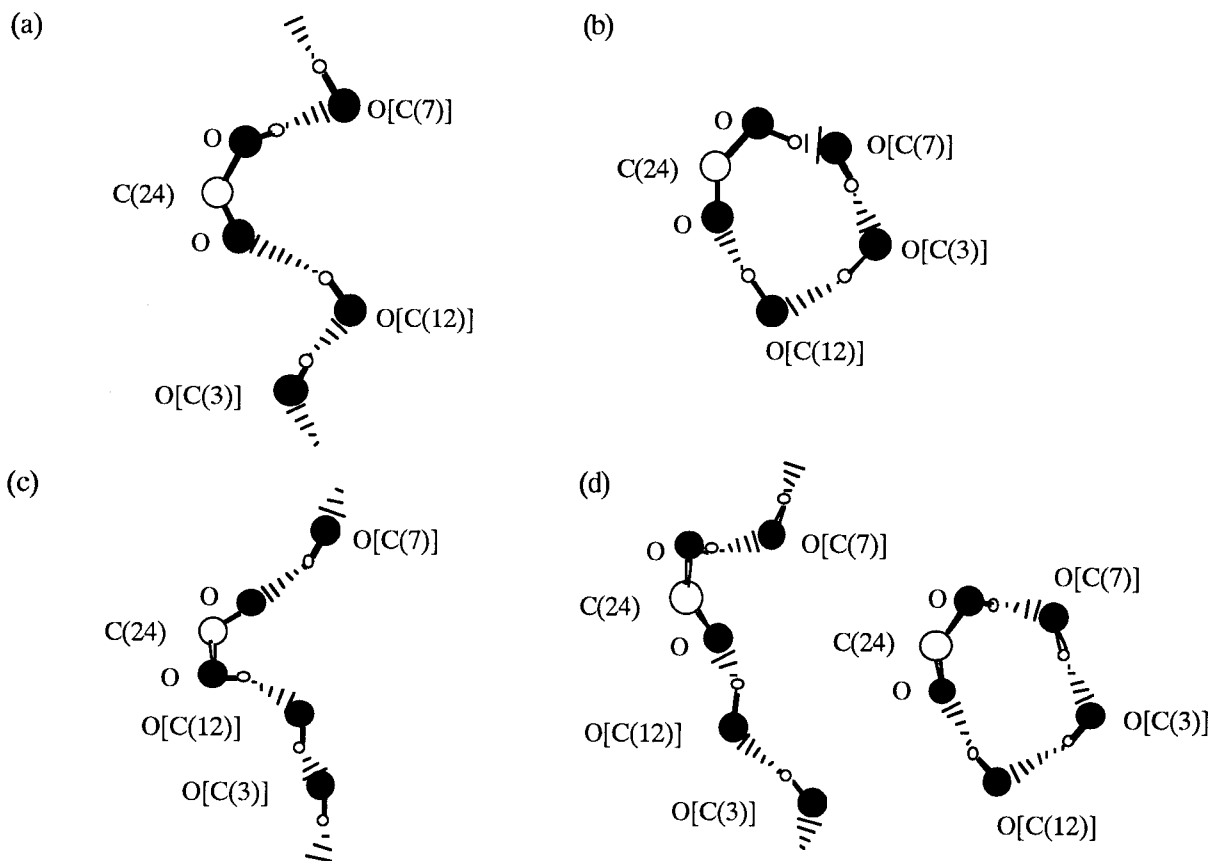 (a)
O[C(7)]
O
C(24)
O
O[C(12)]
O[C(3)]
(b)
O
O[C(7)]
C(24)
O
O[C(3)]
O[C(12)]
(c)
O[C(7)]
O
C(24)
O
O[C(12)]
O[C(3)]
(d)
O
O[C(7)]
C(24)
O
O[C(12)]
O[C(3)]
O[C(7)]
O
C(24)
O
O[C(3)]
O[C(12)]